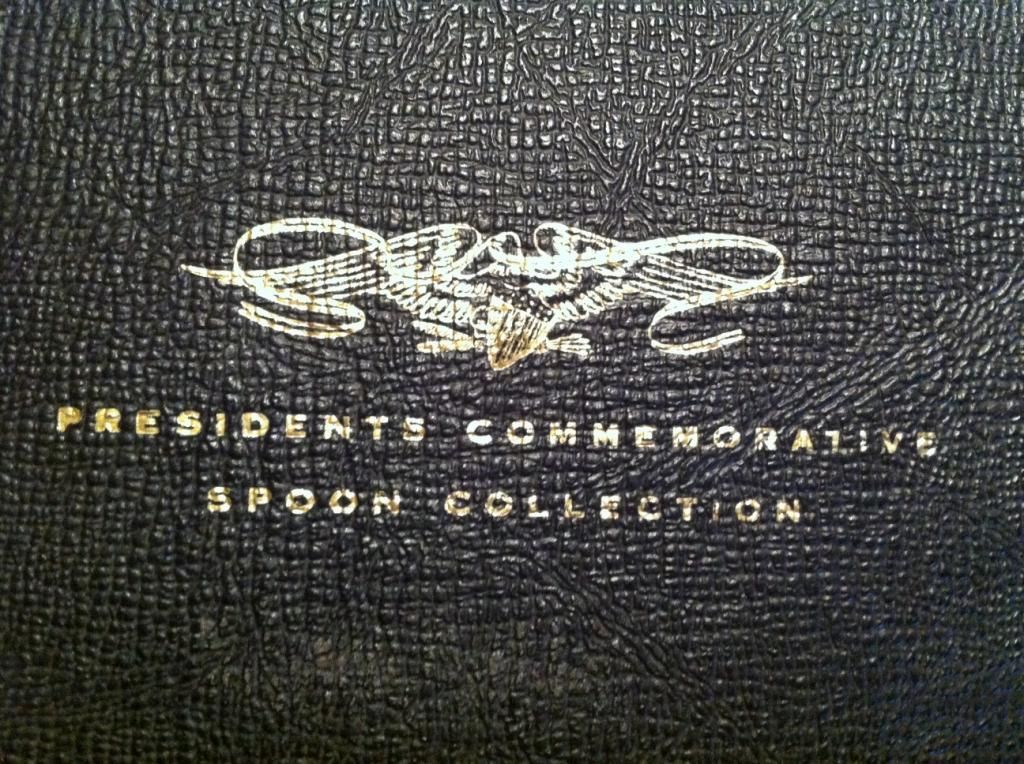 PRESIDENTS COMMEMORATIVE
SPOON COLLECTION